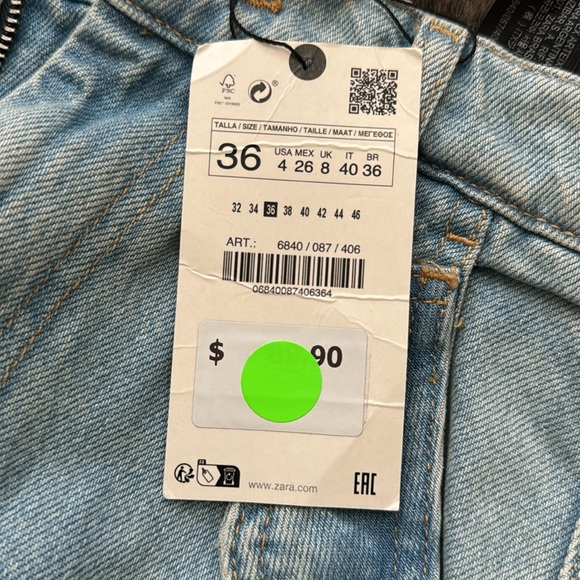 FSC
®
TALLA / SIZE / TAMANHO / TAILLE / MAAT / ΜΕΓΕΘΟΣ
36 USA MEX UK IT BR
4 26 8 40 36
32 34 36 38 40 42 44 46
ART.: 6840 / 087 / 406
06840087406364
$ .90
www.zara.com
EAC